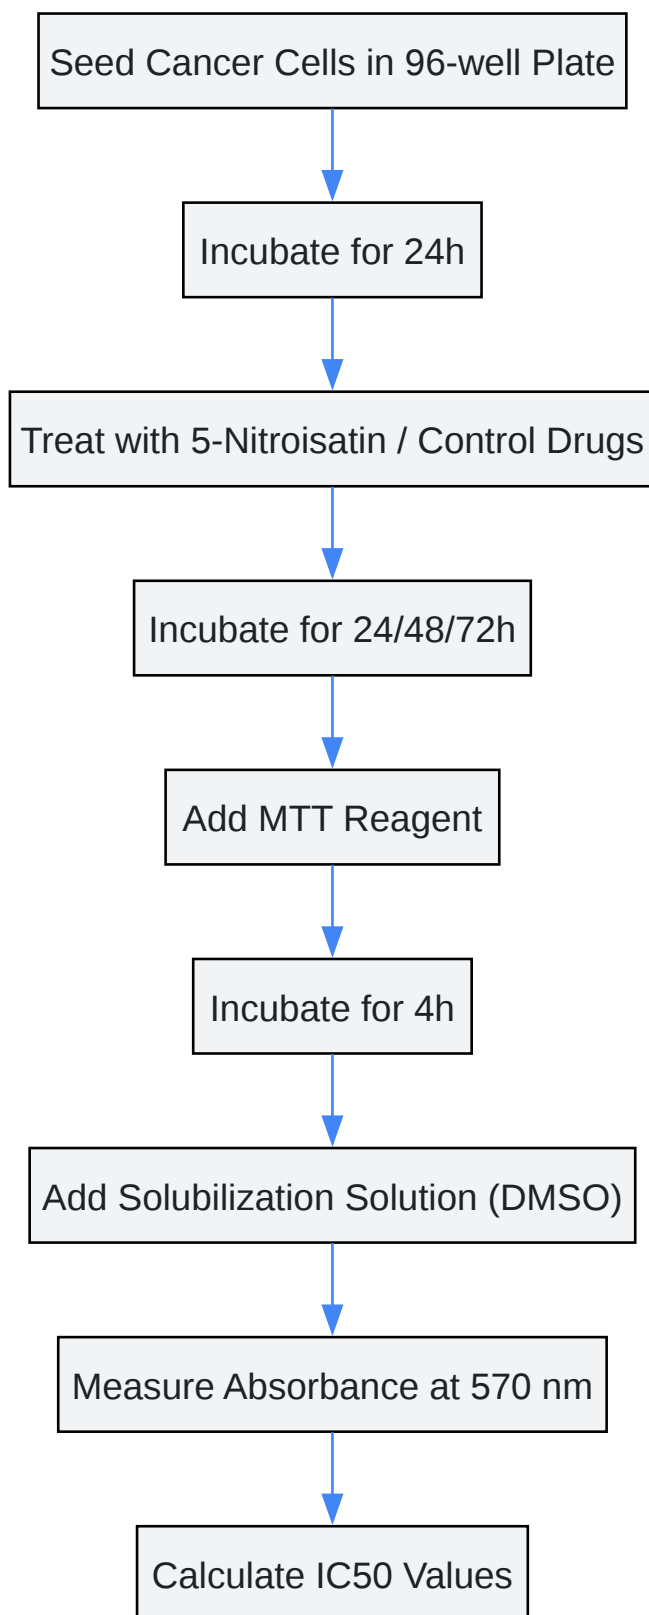 Seed Cancer Cells in 96-well Plate
Incubate for 24h
Treat with 5-Nitroisatin / Control Drugs
Incubate for 24/48/72h
Add MTT Reagent
Incubate for 4h
Add Solubilization Solution (DMSO)
Measure Absorbance at 570 nm
Calculate IC50 Values